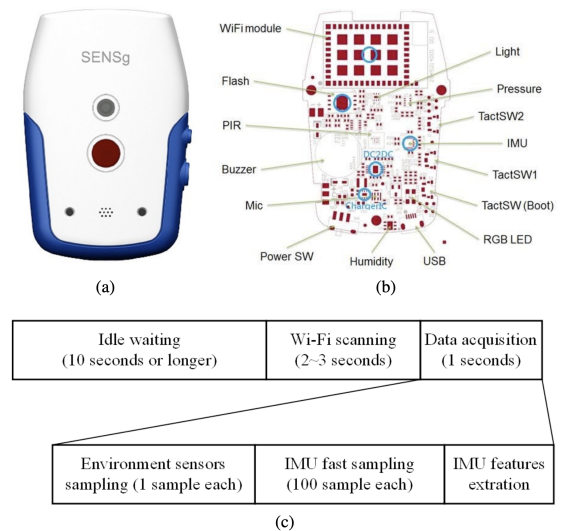 SENSg
(a)
WiFi module
Flash
PIR
Buzzer
Mic
Power SW
Humidity
USB
RGB LED
TactSW (Boot)
TactSW1
IMU
TactSW2
Pressure
Light
DC2DC
ChargerIC
(b)
Idle waiting
(10 seconds or longer)
Wi-Fi scanning
(2~3 seconds)
Data acquisition
(1 seconds)
Environment sensors
sampling (1 sample each)
IMU fast sampling
(100 sample each)
IMU features
extration
(c)